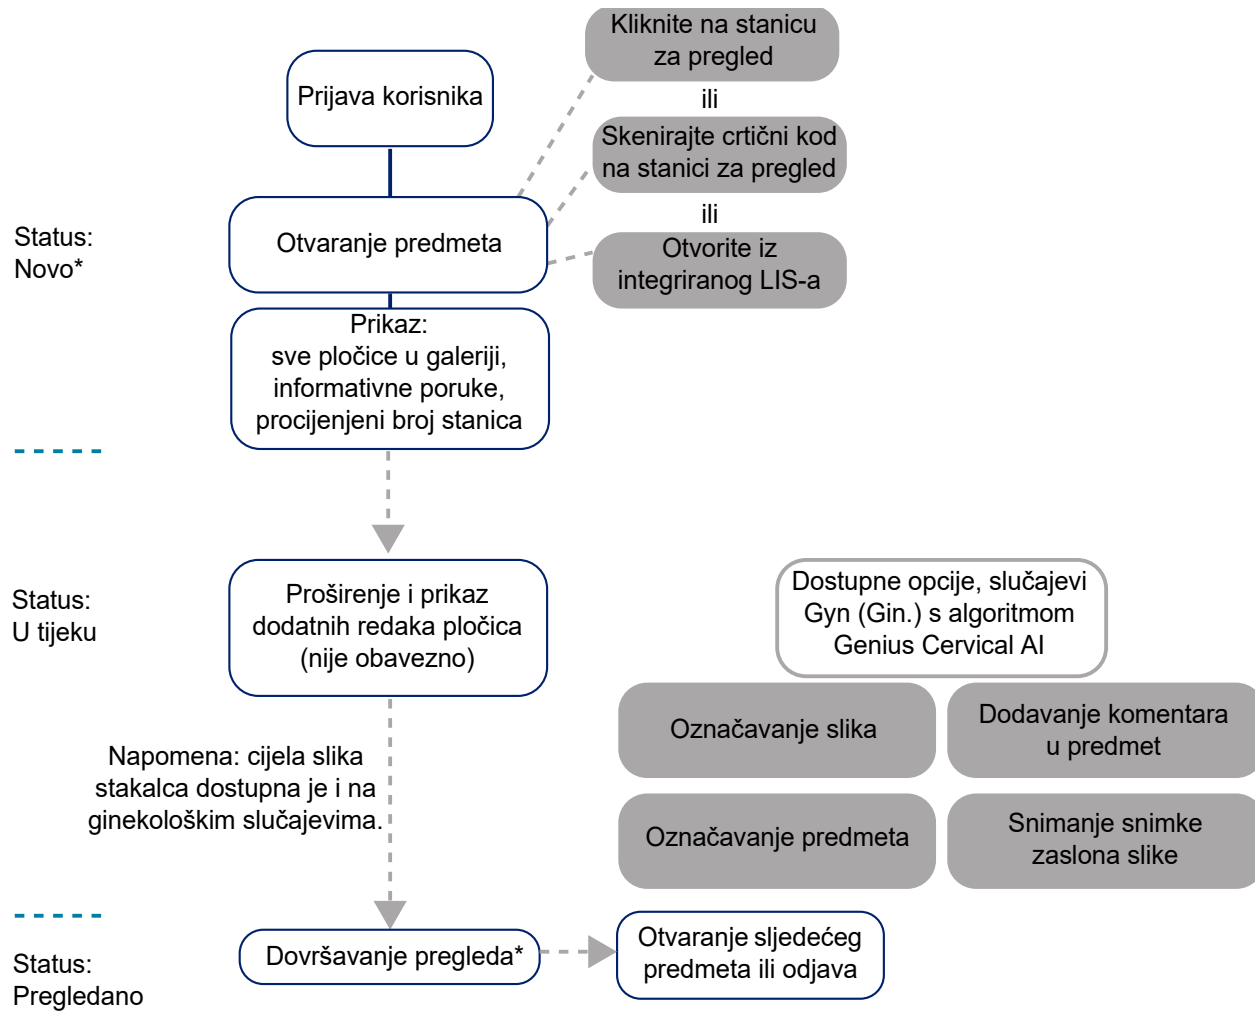 Kliknite na stanicu
za pregled
ili
Prijava korisnika
Skenirajte crtični kod
na stanici za pregled
ili
Status:
Novo*
Otvaranje predmeta
Otvorite iz
integriranog LIS-a
Prikaz:
sve pločice u galeriji,
informativne poruke,
procijenjeni broj stanica
Status:
U tijeku
Proširenje i prikaz
dodatnih redaka pločica
(nije obavezno)
Dostupne opcije, slučajevi
Gyn (Gin.) s algoritmom
Genius Cervical AI
Označavanje slika
Dodavanje komentara
u predmet
Napomena: cijela slika
stakalca dostupna je i na
ginekološkim slučajevima.
Označavanje predmeta
Snimanje snimke
zaslona slike
Status:
Pregledano
Dovršavanje pregleda*
Otvaranje sljedećeg
predmeta ili odjava